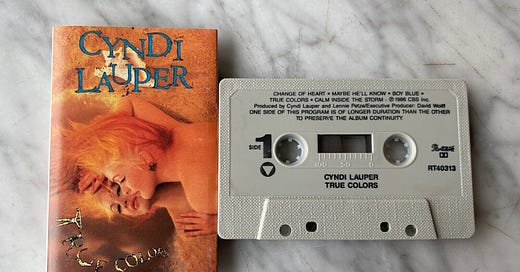 CYNDI
LAUPER
TRUE COLORS
CHANGE OF HEART • MAYBE HE'LL KNOW • BOY BLUE •
TRUE COLORS • CALM INSIDE THE STORM - ℗ 1986 CBS Inc.
Produced by Cyndi Lauper and Lennie Petze/Executive Producer: David Wolff
ONE SIDE OF THIS PROGRAM IS OF LONGER DURATION THAN THE OTHER
TO PRESERVE THE ALBUM CONTINUITY.
SIDE 1
100 50 0
RT40313
CYNDI LAUPER
TRUE COLORS